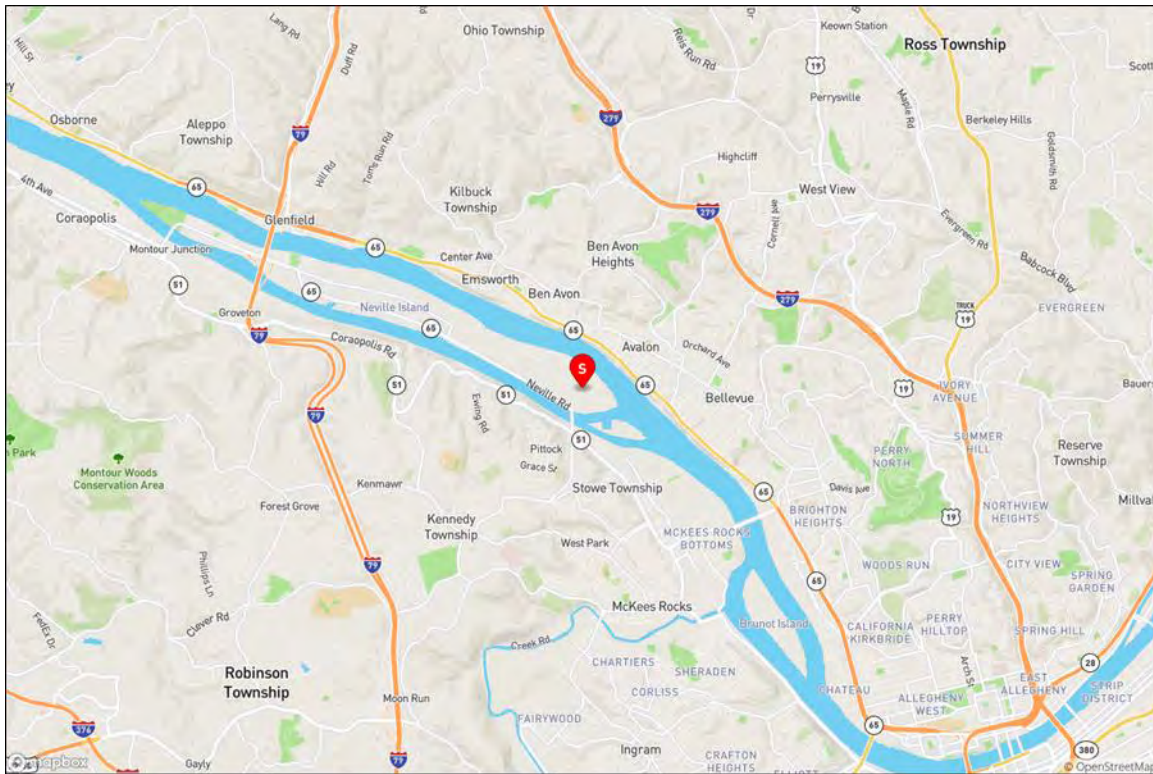 Ohio Township
Keown Station
Ross Township
Scott
Lang Rd
Duff Rd
Hill St
Reis Run Rd
Dr
19
Perrysville
Maple Rd
279
Berkeley Hills
Goldsmith Rd
Osborne
Aleppo
Township
79
Hill Rd
Toms Run Rd
Highcliff
4th Ave
65
Kilbuck
Township
West View
279
Cornell Ave
Evergreen Rd
Coraopolis
Glenfield
Montour Junction
65
Center Ave
Ben Avon
Heights
Babcock Blvd
51
65
Emsworth
Ben Avon
279
EVERGREEN
TRUCK
19
Groveton
79
Neville Island
65
65
Coraopolis Rd
Avalon
Orchard Ave
S
51
51
Neville Rd
65
Bellevue
19
IVORY
AVENUE
Bauers
79
Ewing Rd
51
Pittock
Grace St
SUMMER
HILL
n Park
Montour Woods
Conservation Area
PERRY
NORTH
Reserve
Township
Forest Grove
Kenmawr
Stowe Township
65
Davis Ave
BRIGHTON
HEIGHTS
19
NORTHVIEW
HEIGHTS
Millval
Kennedy
Township
West Park
MCKEES ROCKS
BOTTOMS
79
WOODS RUN
CITY VIEW
SPRING
GARDEN
Phillips Ln
65
McKees Rocks
FedEx Dr
Clever Rd
Creek Rd
Brunot Island
CALIFORNIA
KIRKBRIDE
PERRY
HILLTOP
SPRING HILL
CHARTIERS
SHERADEN
28
Robinson
Township
Moon Run
CORLISS
CHATEAU
Arch St
ALLEGHENY
WEST
EAST
ALLEGHENY
STRIP
DISTRICT
376
FAIRYWOOD
65
Gayly
79
Ingram
CRAFTON
HEIGHTS
380
mapbox
© OpenStreetMap